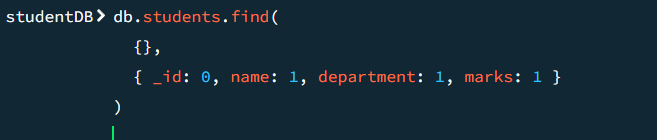 studentDB> db.students.find(
{},
{ _id: 0, name: 1, department: 1, marks: 1 }
)